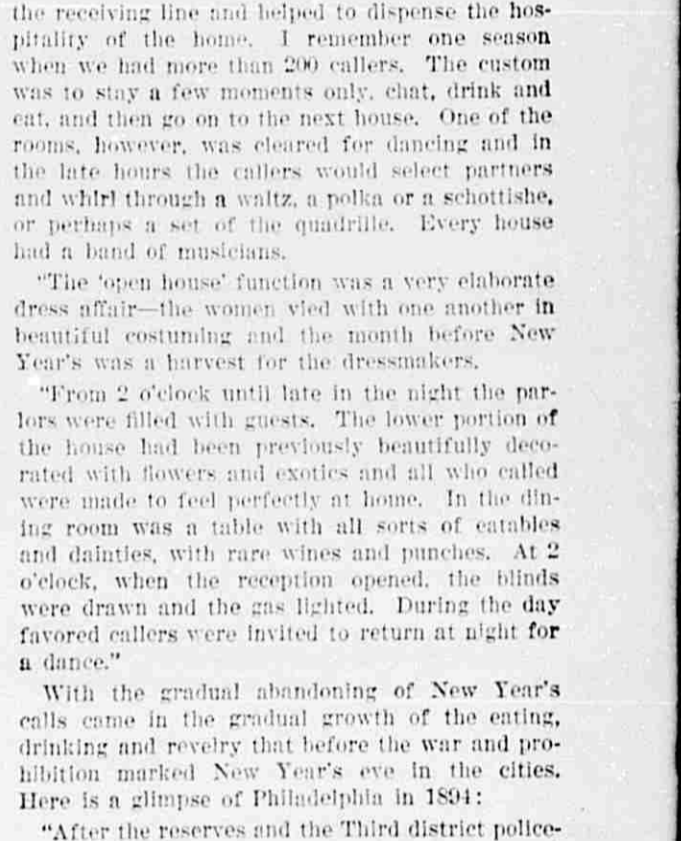 the receiving line and helped to dispense the hos-
pitality of the home. I remember one season
when we had more than 200 callers. The custom
was to stay a few moments only, chat, drink and
eat, and then go on to the next house. One of the
rooms, however, was cleared for dancing and in
the late hours the callers would select partners
and whirl through a waltz, a polka or a schottishe,
or perhaps a set of the quadrille. Every house
had a band of musicians.
"The 'open house' function was a very elaborate
dress affair—the women vied with one another in
beautiful costuming and the month before New
Year's was a harvest for the dressmakers.
"From 2 o'clock until late in the night the par-
lors were filled with guests. The lower portion of
the house had been previously beautifully deco-
rated with flowers and exotics and all who called
were made to feel perfectly at home. In the din-
ing room was a table with all sorts of eatables
and dainties, with rare wines and punches. At 2
o'clock, when the reception opened, the blinds
were drawn and the gas lighted. During the day
favored callers were invited to return at night for
a dance."
With the gradual abandoning of New Year's
calls came in the gradual growth of the eating,
drinking and revelry that before the war and pro-
hibition marked New Year's eve in the cities.
Here is a glimpse of Philadelphia in 1894:
"After the reserves and the Third district police-